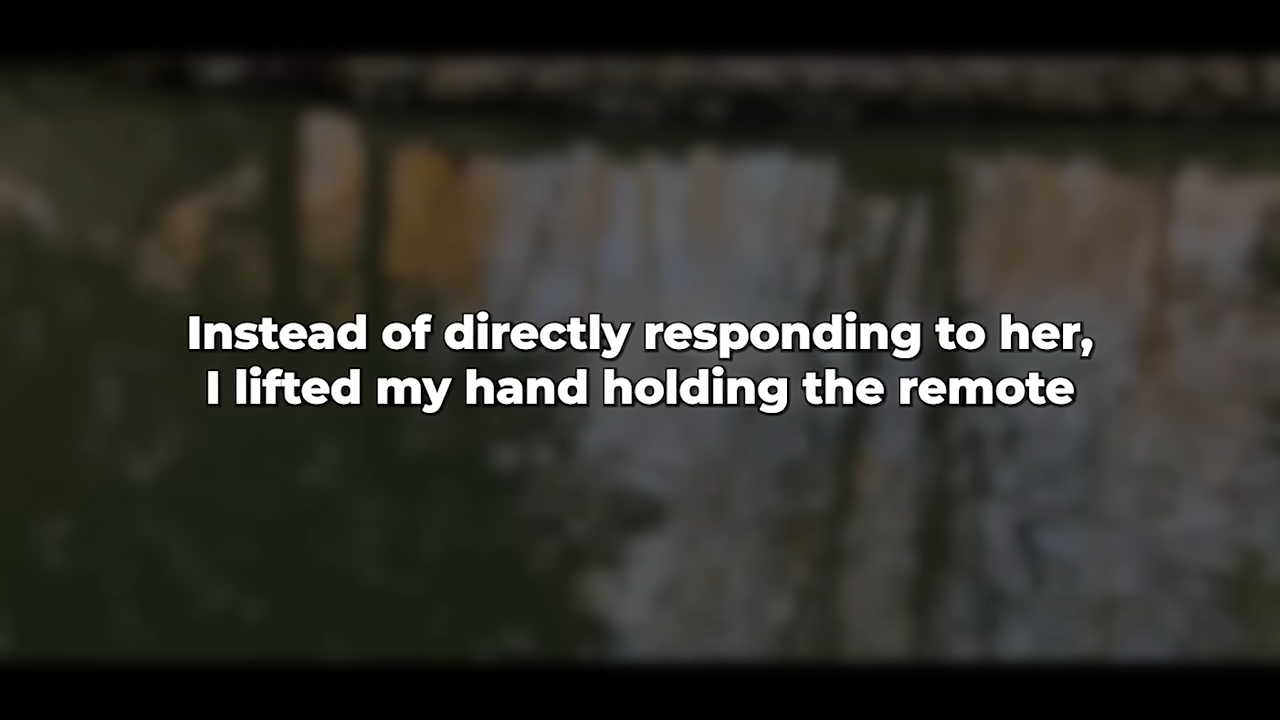 Instead of directly responding to her,
I lifted my hand holding the remote